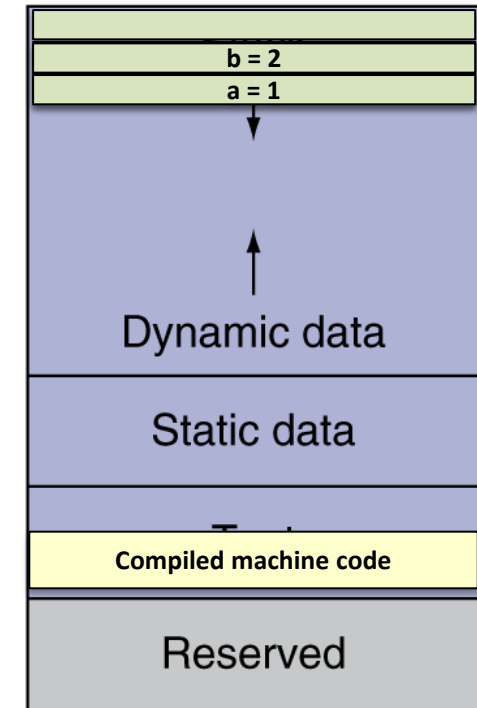 b = 2
a = 1
Dynamic data
Static data
Compiled machine code
Reserved